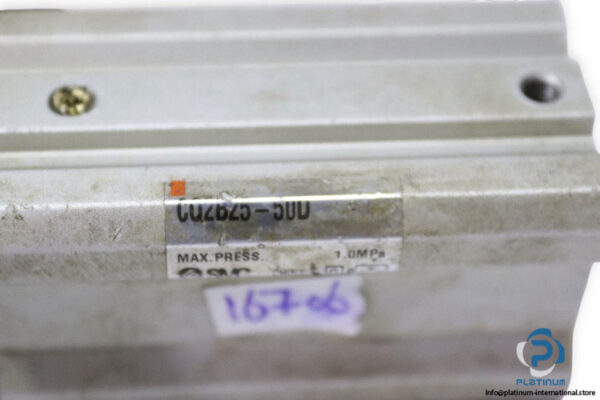 CQ2B25-50D
MAX.PRESS. 1.0MPa
SMC
16706
PLATINUM
info@platinum-international.store